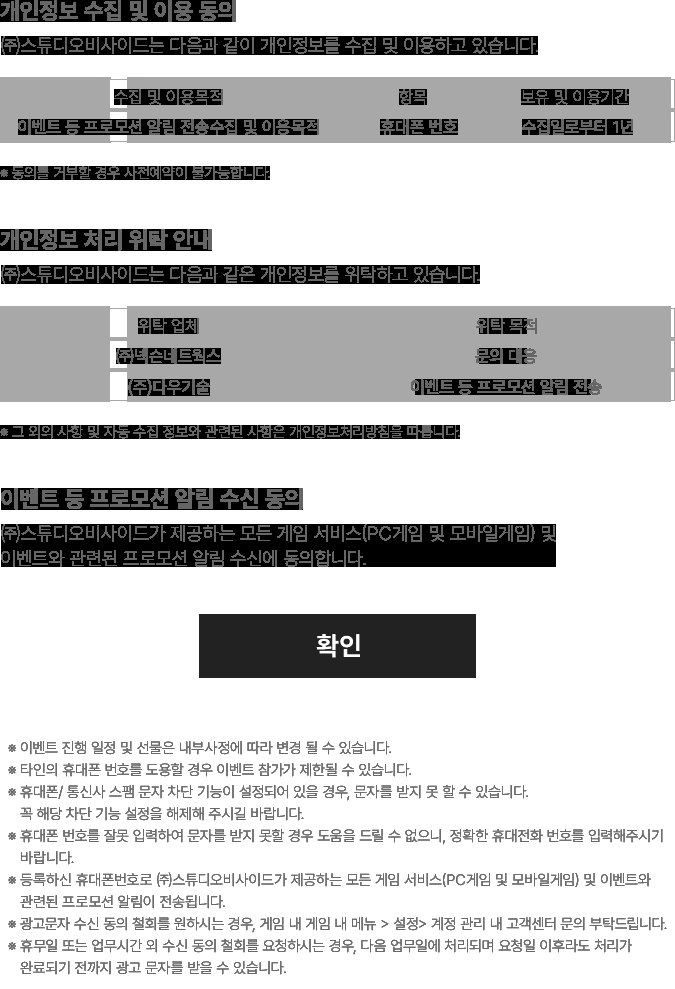 개인정보 수집 및 이용 동의
㈜스튜디오비사이드는 다음과 같이 개인정보를 수집 및 이용하고 있습니다.
수집 및 이용목적 항목 보유 및 이용기간
이벤트 등 프로모션 알림 전송수집 및 이용목적 휴대폰 번호 수집일로부터 1년
※ 동의를 거부할 경우 사전예약이 불가능합니다.
개인정보 처리 위탁 안내
㈜스튜디오비사이드는 다음과 같은 개인정보를 위탁하고 있습니다.
위탁 업체 위탁 목적
㈜넥슨네트웍스 문의 대응
(주)다우기술 이벤트 등 프로모션 알림 전송
※ 그 외의 사항 및 자동 수집 정보와 관련된 사항은 개인정보처리방침을 따릅니다.
이벤트 등 프로모션 알림 수신 동의
㈜스튜디오비사이드가 제공하는 모든 게임 서비스(PC게임 및 모바일게임) 및
이벤트와 관련된 프로모션 알림 수신에 동의합니다.
확인
※ 이벤트 진행 일정 및 선물은 내부사정에 따라 변경 될 수 있습니다.
※ 타인의 휴대폰 번호를 도용할 경우 이벤트 참가가 제한될 수 있습니다.
※ 휴대폰/ 통신사 스팸 문자 차단 기능이 설정되어 있을 경우, 문자를 받지 못 할 수 있습니다.
꼭 해당 차단 기능 설정을 해제해 주시길 바랍니다.
※ 휴대폰 번호를 잘못 입력하여 문자를 받지 못할 경우 도움을 드릴 수 없으니, 정확한 휴대전화 번호를 입력해주시기
바랍니다.
※ 등록하신 휴대폰번호로 ㈜스튜디오비사이드가 제공하는 모든 게임 서비스(PC게임 및 모바일게임) 및 이벤트와
관련된 프로모션 알림이 전송됩니다.
※ 광고문자 수신 동의 철회를 원하시는 경우, 게임 내 게임 내 메뉴 > 설정> 계정 관리 내 고객센터 문의 부탁드립니다.
※ 휴무일 또는 업무시간 외 수신 동의 철회를 요청하시는 경우, 다음 업무일에 처리되며 요청일 이후라도 처리가
완료되기 전까지 광고 문자를 받을 수 있습니다.